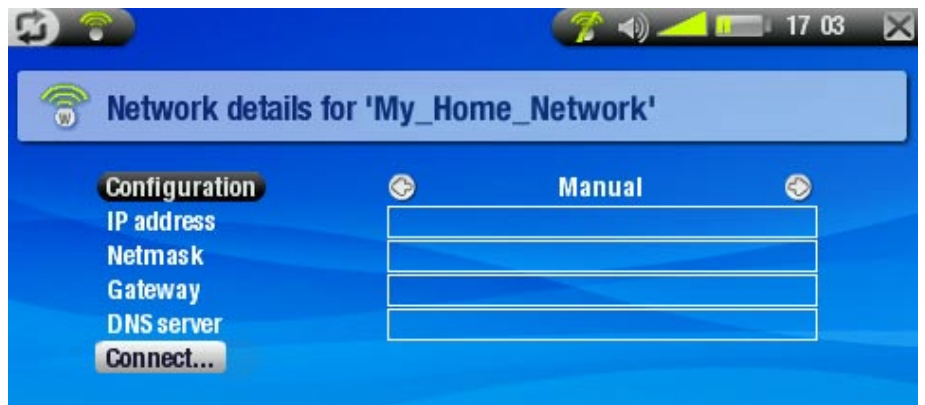 17 03
Network details for 'My_Home_Network'
Configuration Manual
IP address
Netmask
Gateway
DNS server
Connect...